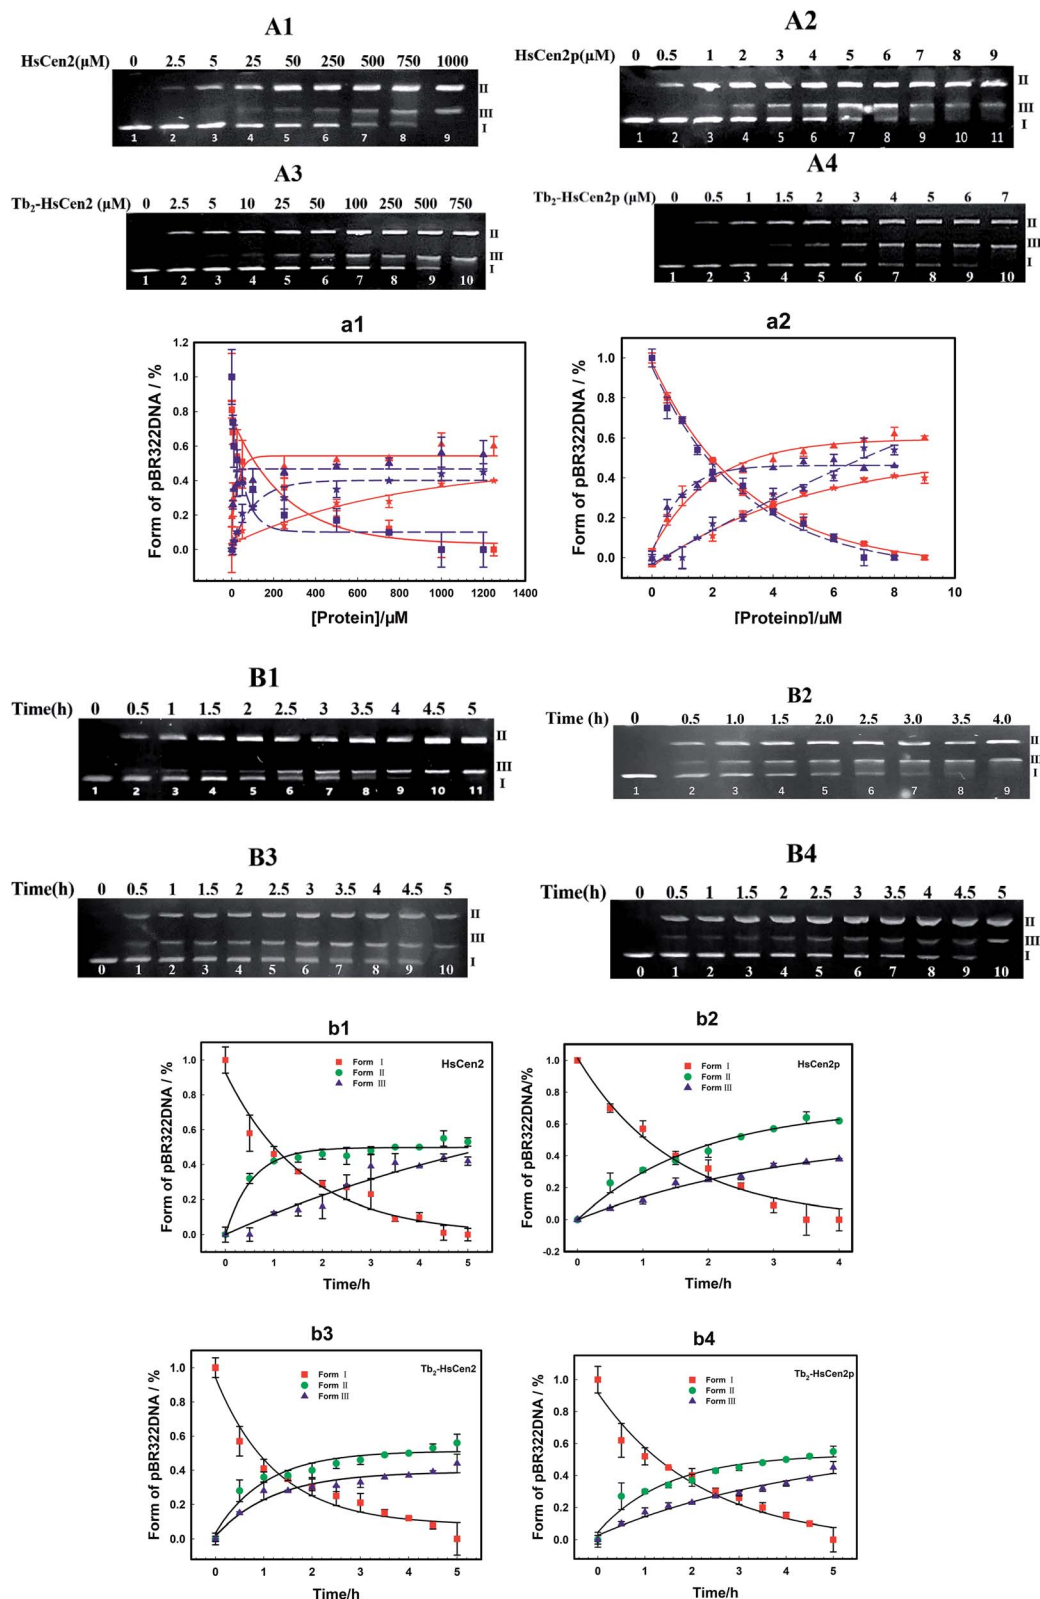 A1
HsCen2(μM) 0 2.5 5 25 50 250 500 750 1000
II
III
I
1 2 3 4 5 6 7 8 9
A2
HsCen2p(μM) 0 0.5 1 2 3 4 5 6 7 8 9
II
III
I
1 2 3 4 5 6 7 8 9 10 11
A3
Tb2-HsCen2 (μM) 0 2.5 5 10 25 50 100 250 500 750
II
III
I
1 2 3 4 5 6 7 8 9 10
A4
Tb2-HsCen2p (μM) 0 0.5 1 1.5 2 3 4 5 6 7
II
III
I
1 2 3 4 5 6 7 8 9 10
a1
Form of pBR322DNA / %
1.2
1.0
0.8
0.6
0.4
0.2
0.0
0 200 400 600 800 1000 1200 1400
[Protein]/μM
a2
Form of pBR322DNA / %
1.0
0.8
0.6
0.4
0.2
0.0
0 2 4 6 8 10
[Proteinp]/μM
B1
Time(h) 0 0.5 1 1.5 2 2.5 3 3.5 4 4.5 5
II
III
I
1 2 3 4 5 6 7 8 9 10 11
B2
Time (h) 0 0.5 1.0 1.5 2.0 2.5 3.0 3.5 4.0
II
III
I
1 2 3 4 5 6 7 8 9
B3
Time(h) 0 0.5 1 1.5 2 2.5 3 3.5 4 4.5 5
II
III
I
0 1 2 3 4 5 6 7 8 9 10
B4
Time(h) 0 0.5 1 1.5 2 2.5 3 3.5 4 4.5 5
II
III
I
0 1 2 3 4 5 6 7 8 9 10
b1
Form of pBR322DNA / %
1.0
0.8
0.6
0.4
0.2
0.0
Form I
Form II
Form III
HsCen2
0 1 2 3 4 5
Time/h
b2
Form of pBR322DNA/%
1.0
0.8
0.6
0.4
0.2
0.0
-0.2
Form I
Form II
Form III
HsCen2p
0 1 2 3 4
Time/h
b3
Form of pBR322DNA / %
1.0
0.8
0.6
0.4
0.2
0.0
Form I
Form II
Form III
Tb2-HsCen2
0 1 2 3 4 5
Time/h
b4
Form of pBR322DNA / %
1.0
0.8
0.6
0.4
0.2
0.0
Form I
Form II
Form III
Tb2-HsCen2p
0 1 2 3 4 5
Time/h